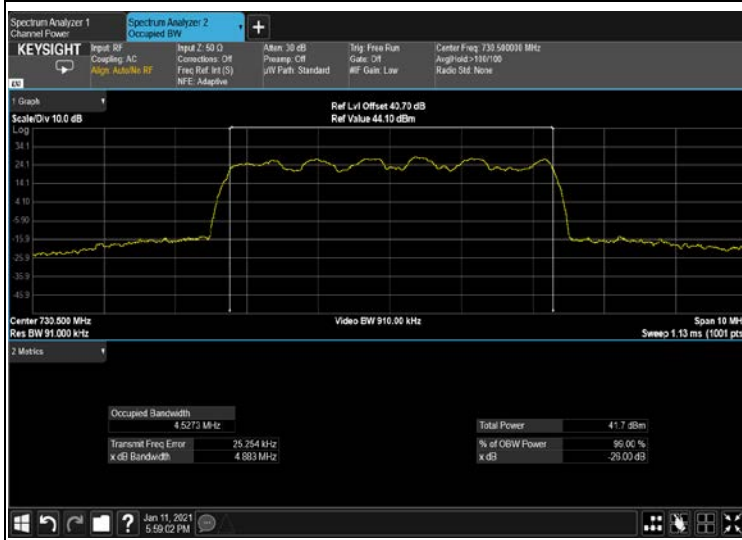 Spectrum Analyzer 1
Channel Power
Spectrum Analyzer 2
Occupied BW
KEYSIGHT
Input: RF
Coupling: AC
Align: Auto/No RF
Input Z: 50 Ω
Corrections: Off
Freq Ref: Int (S)
NFE: Adaptive
Atten: 30 dB
Preamp: Off
µW Path: Standard
Trig: Free Run
Gate: Off
#IF Gain: Low
Center Freq: 730.500000 MHz
Avg|Hold:>100/100
Radio Std: None
1 Graph
Scale/Div 10.0 dB
Ref Lvl Offset 40.70 dB
Ref Value 44.10 dBm
Log
34.1
24.1
14.1
4.10
-5.90
-15.9
-25.9
-35.9
-45.9
Center 730.500 MHz
Res BW 91.000 kHz
Video BW 910.00 kHz
Span 10 MH
Sweep 1.13 ms (1001 pts
2 Metrics
Occupied Bandwidth
4.5273 MHz
Transmit Freq Error 25.254 kHz
x dB Bandwidth 4.883 MHz
Total Power 41.7 dBm
% of OBW Power 99.00 %
x dB -26.00 dB
Jan 11, 2021
5:59:02 PM